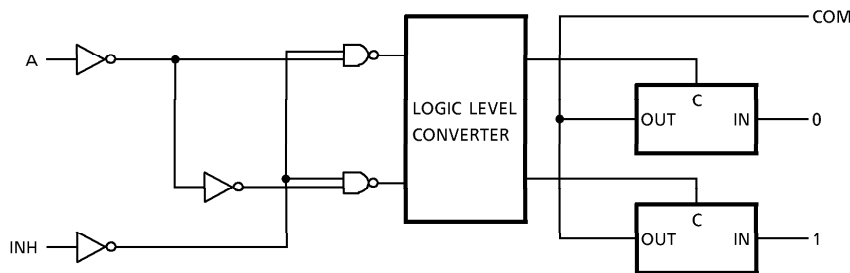 COM
A
C
LOGIC LEVEL
CONVERTER
OUT IN 0
C
INH
OUT IN 1